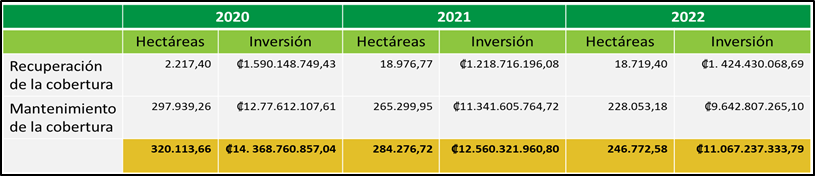 2020 2021 2022
Hectáreas Inversión Hectáreas Inversión Hectáreas Inversión
Recuperación de la cobertura 2.217,40 ₡1.590.148.749,43 18.976,77 ₡1.218.716.196,08 18.719,40 ₡1. 424.430.068,69
Mantenimiento de la cobertura 297.939,26 ₡12.77.612.107,61 265.299,95 ₡11.341.605.764,72 228.053,18 ₡9.642.807.265,10
320.113,66 ₡14. 368.760.857,04 284.276,72 ₡12.560.321.960,80 246.772,58 ₡11.067.237.333,79